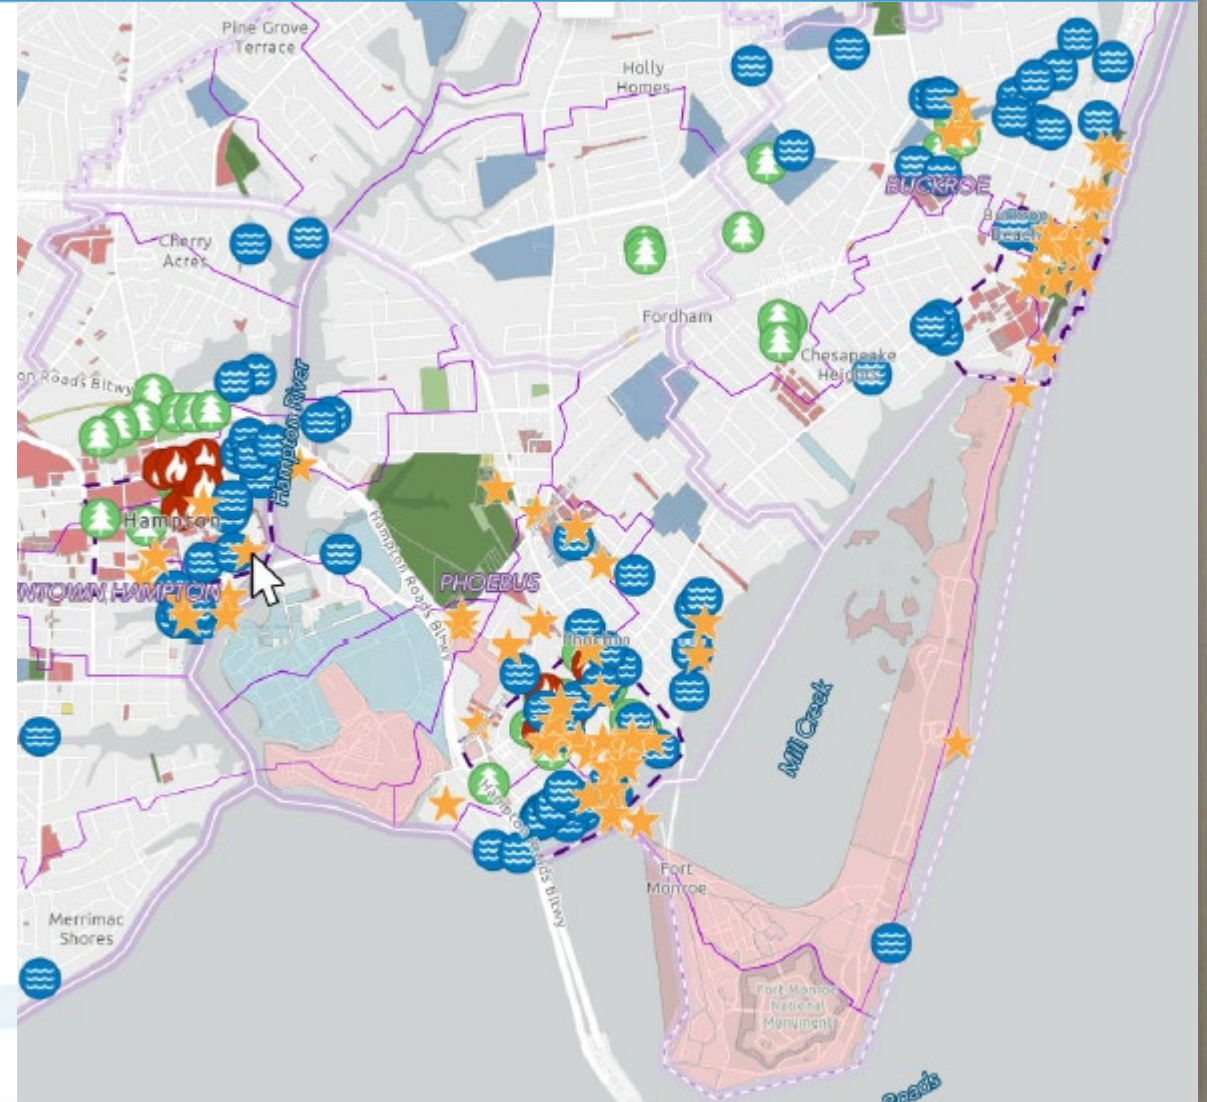 Pine Grove
Terrace
Holly
Homes
BUCKROE
Buckroe
Beach
Cherry
Acres
Fordham
Chesapeake
Heights
on Roads Bltwy
Hampton River
Hampton
Hampton Roads Bltwy
PHOEBUS
NTOWN HAMPTON
Phoebus
Mill Creek
Hampton Roads Bltwy
Fort
Monroe
Merrimac
Shores
Fort Monroe
National
Monument
Roads